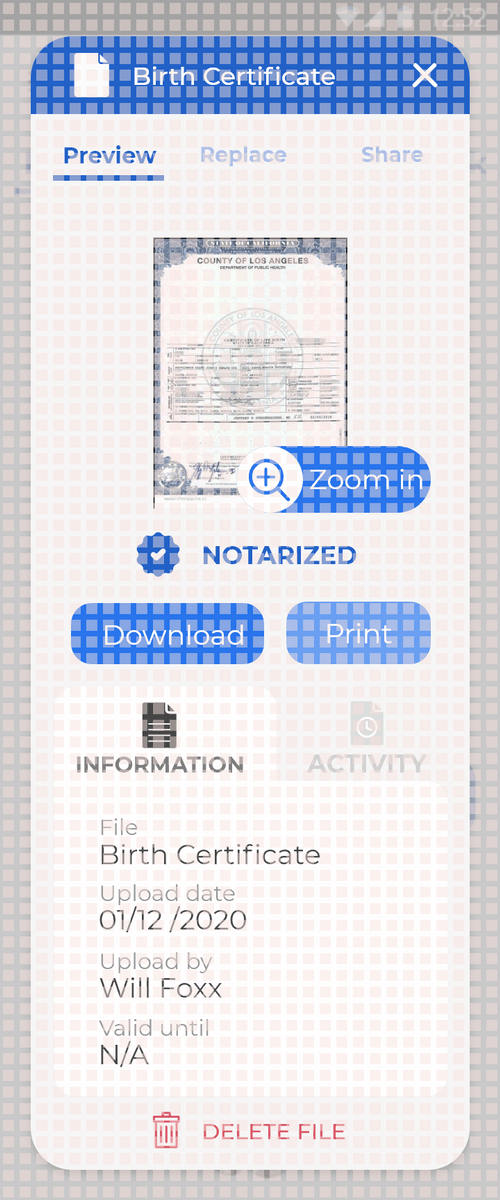 12:52
Birth Certificate
Preview
Replace
Share
STATE OF CALIFORNIA
COUNTY OF LOS ANGELES
DEPARTMENT OF PUBLIC HEALTH
Zoom in
NOTARIZED
Download
Print
INFORMATION
ACTIVITY
File
Birth Certificate
Upload date
01/12 /2020
Upload by
Will Foxx
Valid until
N/A
DELETE FILE